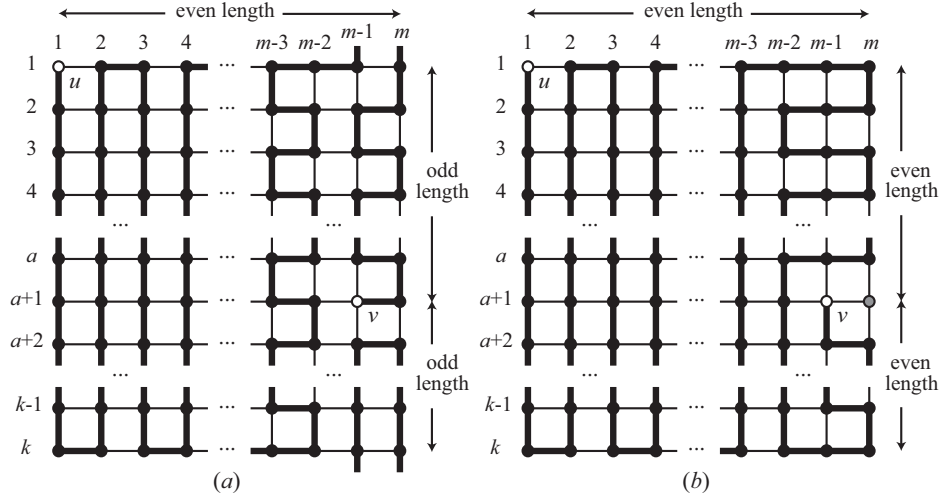 even length
1 2 3 4 ... m-3 m-2 m-1 m
1 u
2
3
4
... ...
a
a+1 v
a+2
... ...
k-1
k
odd length
odd length
(a)
even length
1 2 3 4 ... m-3 m-2 m-1 m
1 u
2
3
4
... ...
a
a+1 v
a+2
... ...
k-1
k
even length
even length
(b)